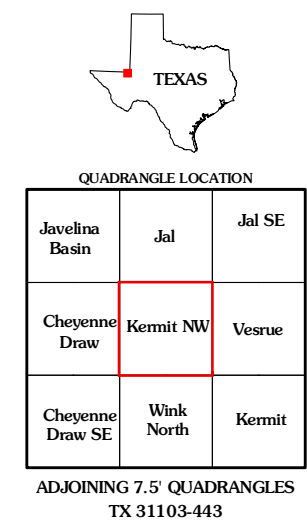 TEXAS
QUADRANGLE LOCATION
Javelina
Basin
Jal
Jal SE
Cheyenne
Draw
Kermit NW
Vesrue
Cheyenne
Draw SE
Wink
North
Kermit
ADJOINING 7.5' QUADRANGLES
TX 31103-443